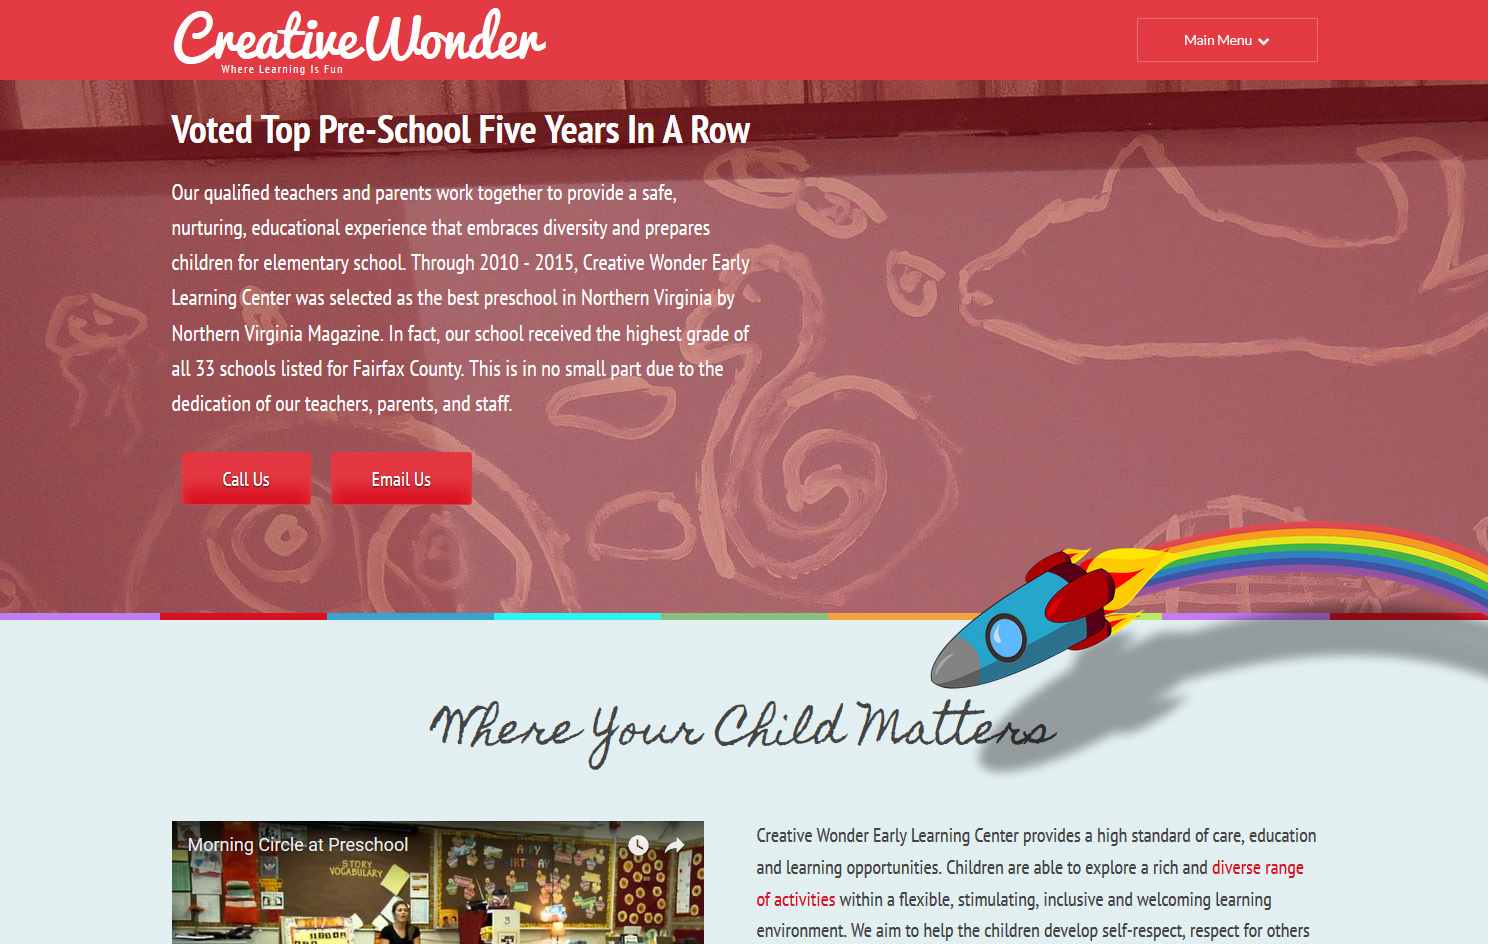 Creative Wonder
Where Learning Is Fun
Main Menu
Voted Top Pre-School Five Years In A Row
Our qualified teachers and parents work together to provide a safe,
nurturing, educational experience that embraces diversity and prepares
children for elementary school. Through 2010 - 2015, Creative Wonder Early
Learning Center was selected as the best preschool in Northern Virginia by
Northern Virginia Magazine. In fact, our school received the highest grade of
all 33 schools listed for Fairfax County. This is in no small part due to the
dedication of our teachers, parents, and staff.
Call Us
Email Us
Where Your Child Matters
Morning Circle at Preschool
STORY
VOCABULARY
BIRTHDAY
3
Creative Wonder Early Learning Center provides a high standard of care, education
and learning opportunities. Children are able to explore a rich and diverse range
of activities within a flexible, stimulating, inclusive and welcoming learning
environment. We aim to help the children develop self-respect, respect for others